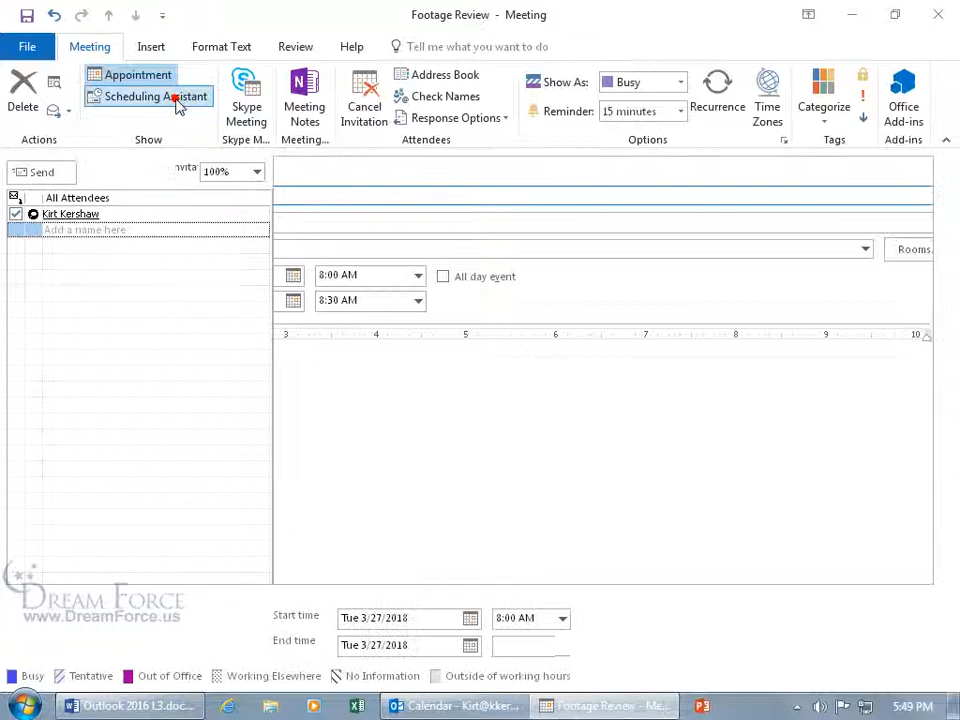 Footage Review - Meeting
File Meeting Insert Format Text Review Help Tell me what you want to do
Delete
Appointment
Scheduling Assistant
Skype Meeting
Meeting Notes
Cancel Invitation
Address Book
Check Names
Response Options
Show As: Busy
Reminder: 15 minutes
Recurrence
Time Zones
Categorize
Office Add-ins
Actions Show Skype M... Meeting... Attendees Options Tags Add-ins
Send 100%
All Attendees
Kirt Kershaw
Add a name here
Rooms.
8:00 AM All day event
8:30 AM
3 4 5 6 7 8 9 10
DREAM FORCE
www.DreamForce.us
Start time Tue 3/27/2018 8:00 AM
End time Tue 3/27/2018
Busy Tentative Out of Office Working Elsewhere No Information Outside of working hours
Outlook 2016 L3.doc... Calendar - Kirt@kker... Footage Review - Me... 5:49 PM